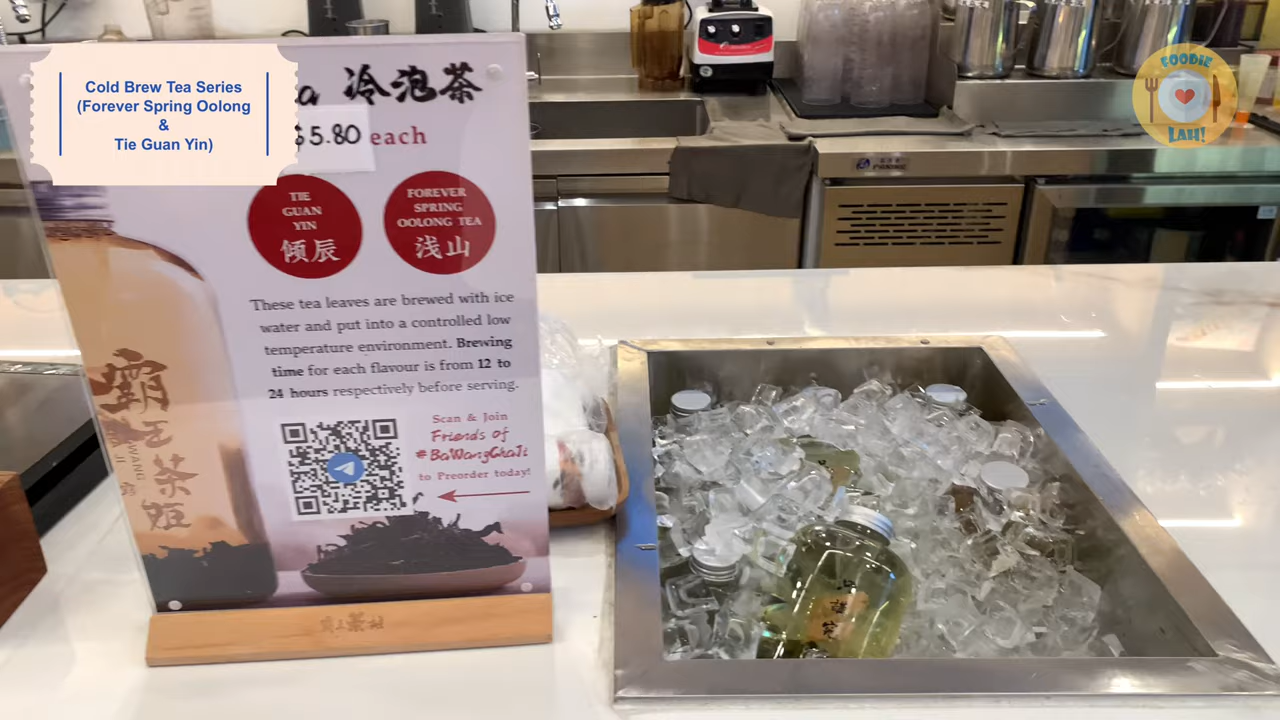 Cold Brew Tea Series
(Forever Spring Oolong
&
Tie Guan Yin)
FOODIE
LAH!
冷泡茶
$5.80 each
TIE
GUAN
YIN
倾辰
FOREVER
SPRING
OOLONG TEA
浅山
These tea leaves are brewed with ice
water and put into a controlled low
temperature environment. Brewing
time for each flavour is from 12 to
24 hours respectively before serving.
Scan & Join
Friends of
#BaWangChaJi
to Preorder today!
霸王茶姬